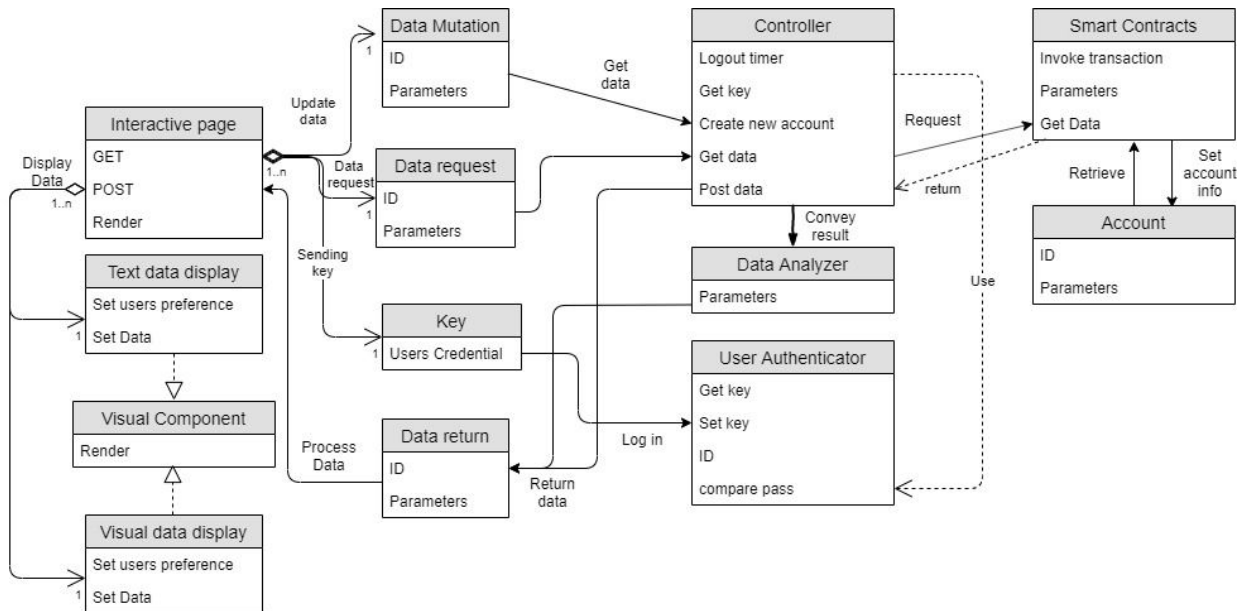 Data Mutation
ID
Parameters
Controller
Logout timer
Get key
Create new account
Get data
Post data
Smart Contracts
Invoke transaction
Parameters
Get Data
1
Update
data
Get
data
Interactive page
GET
POST
Render
Display
Data
1..n
1..n
Data
request
1
Data request
ID
Parameters
Request
return
Retrieve
Set
account
info
Account
ID
Parameters
Convey
result
Sending
key
Text data display
Set users preference
Set Data
1
Data Analyzer
Parameters
Use
Key
Users Credential
1
User Authenticator
Get key
Set key
ID
compare pass
Visual Component
Render
Process
Data
Data return
ID
Parameters
Log in
Return
data
Visual data display
Set users preference
Set Data
1